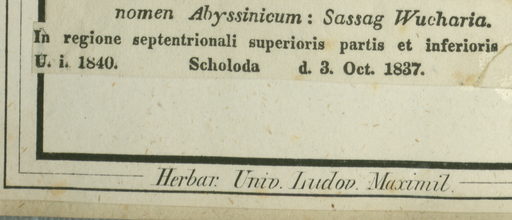 nomen Abyssinicum: Sassag Wucharia.
In regione septentrionali superioris partis et inferioris
U. i. 1840. Scholoda d. 3. Oct. 1837.
Herbar. Univ. Ludov. Maximil.